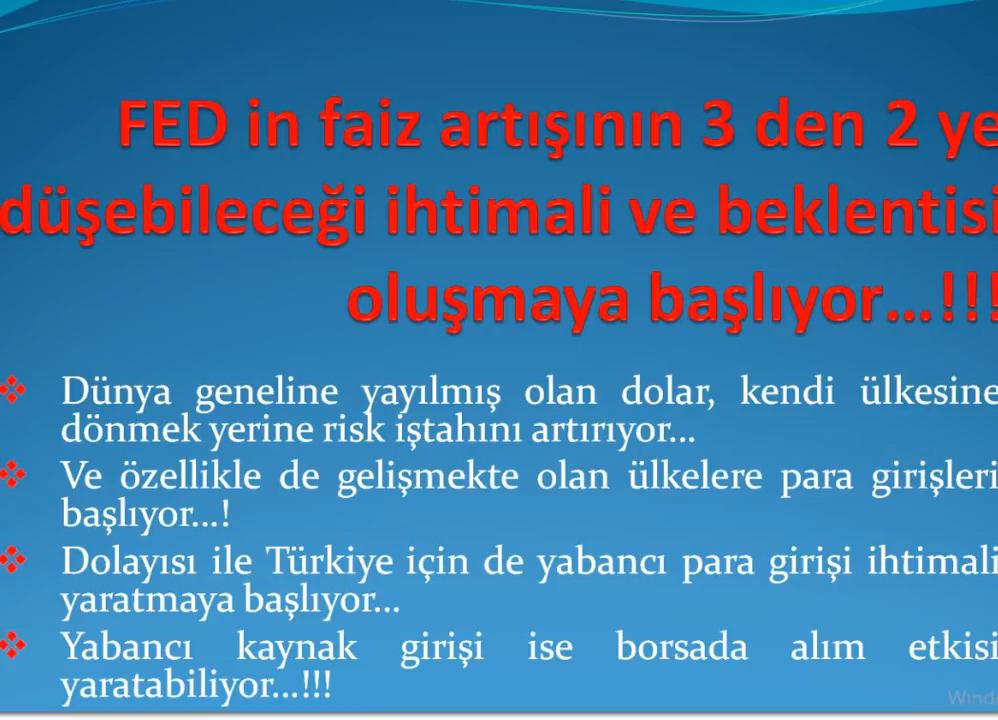 FED in faiz artışının 3 den 2 ye
düşebileceği ihtimali ve beklentisi
oluşmaya başlıyor...!!!
Dünya geneline yayılmış olan dolar, kendi ülkesine
dönmek yerine risk iştahını artırıyor...
Ve özellikle de gelişmekte olan ülkelere para girişleri
başlıyor...!
Dolayısı ile Türkiye için de yabancı para girişi ihtimali
yaratmaya başlıyor...
Yabancı kaynak girişi ise borsada alım etkisi
yaratabiliyor...!!!